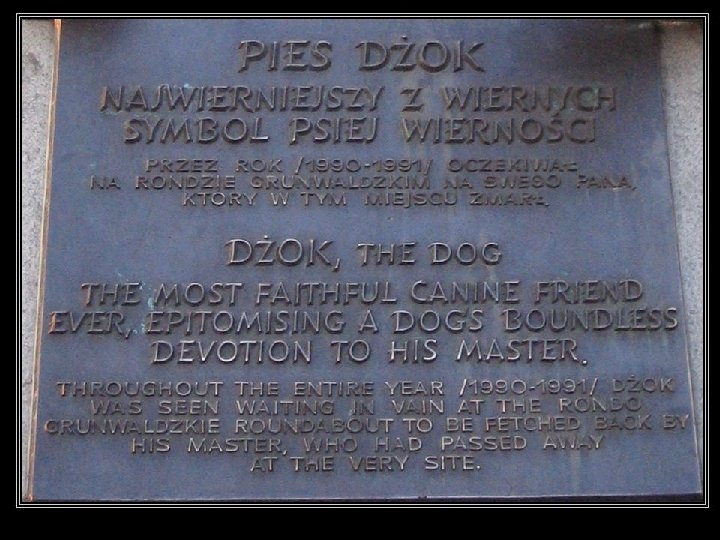 PIES DŻOK
NAJWIERNIEJSZY Z WIERNYCH
SYMBOL PSIEJ WIERNOŚCI
PRZEZ ROK /1990-1991/ OCZEKIWAŁ
NA RONDZIE GRUNWALDZKIM NA SWEGO PANA,
KTÓRY W TYM MIEJSCU ZMARŁ
DŻOK, THE DOG
THE MOST FAITHFUL CANINE FRIEND
EVER, EPITOMISING A DOGS BOUNDLESS
DEVOTION TO HIS MASTER.
THROUGHOUT THE ENTIRE YEAR /1990-1991/ DŻOK
WAS SEEN WAITING IN VAIN AT THE RONDO
GRUNWALDZKIE ROUNDABOUT TO BE FETCHED BACK BY
HIS MASTER, WHO HAD PASSED AWAY
AT THE VERY SITE.